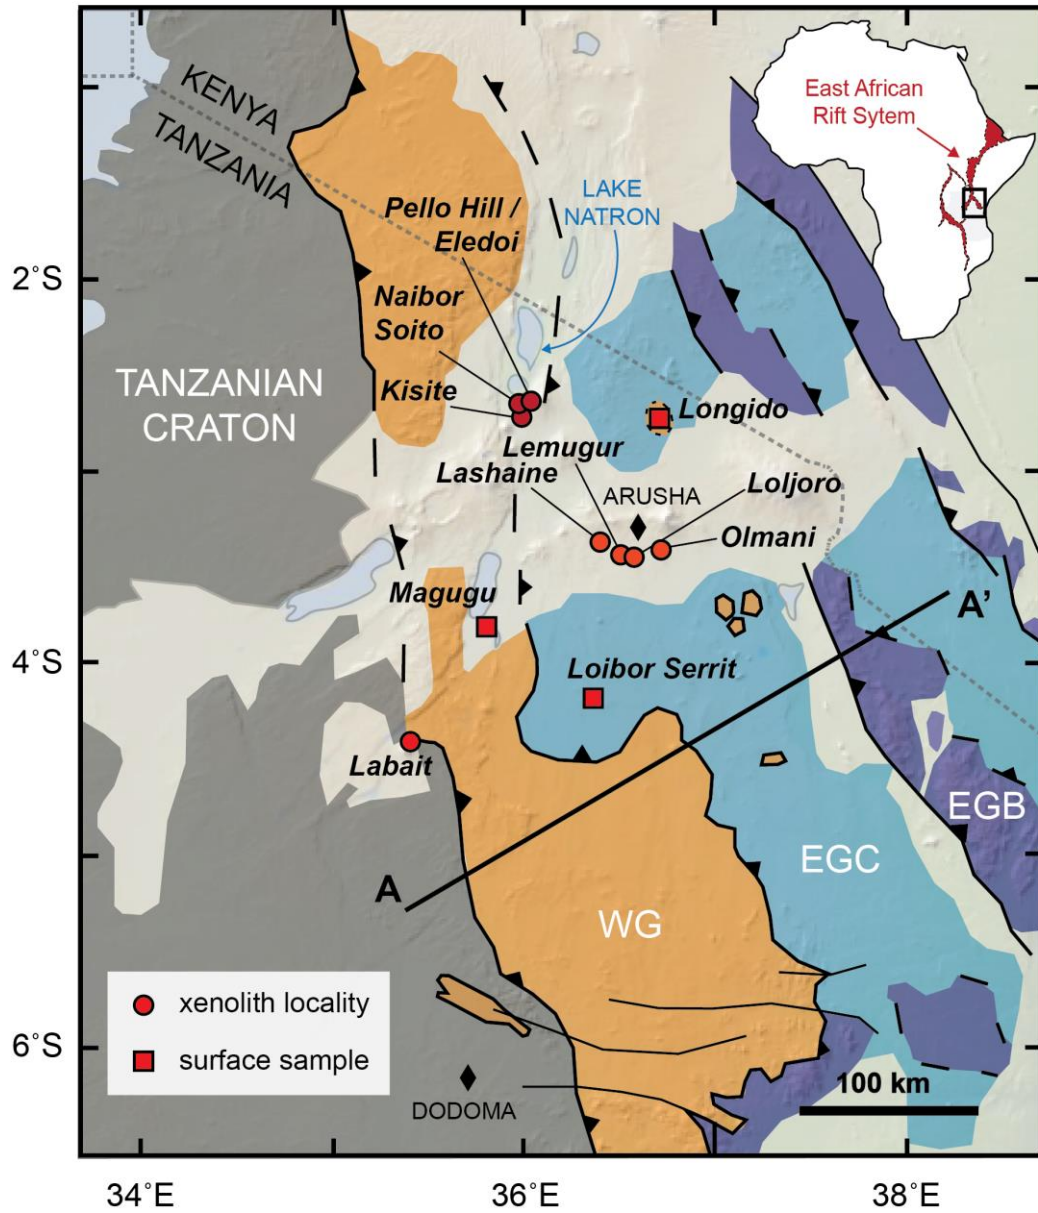 KENYA
TANZANIA
East African
Rift Sytem
LAKE
NATRON
Pello Hill /
Eledoi
2°S
Naibor
Soito
Kisite
TANZANIAN
CRATON
Longido
Lemugur
Lashaine
ARUSHA
Loljoro
Olmani
Magugu
A'
4°S
Loibor Serrit
Labait
EGB
EGC
A
WG
xenolith locality
surface sample
6°S
DODOMA
100 km
34°E
36°E
38°E